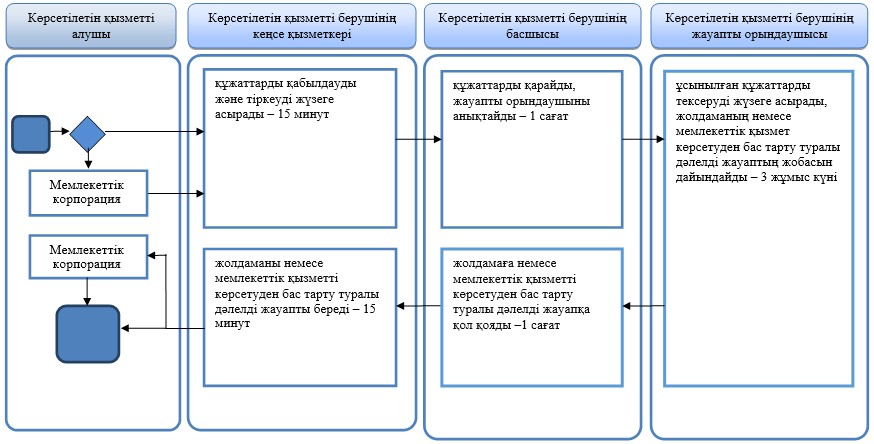 Көрсетілетін қызметті
алушы
Көрсетілетін қызметті берушінің
кеңсе қызметкері
Көрсетілетін қызметті берушінің
басшысы
Көрсетілетін қызметті берушінің
жауапты орындаушысы
Мемлекеттік
корпорация
құжаттарды қабылдауды
және тіркеуді жүзеге
асырады – 15 минут
құжаттарды қарайды,
жауапты орындаушыны
анықтайды – 1 сағат
ұсынылған құжаттарды
тексеруді жүзеге асырады,
жолдаманың немесе
мемлекеттік қызмет
көрсетуден бас тарту туралы
дәлелді жауаптың жобасын
дайындайды – 3 жұмыс күні
Мемлекеттік
корпорация
жолдаманы немесе
мемлекеттік қызметті
көрсетуден бас тарту туралы
дәлелді жауапты береді – 15
минут
жолдамаға немесе
мемлекеттік қызметті
көрсетуден бас тарту
туралы дәлелді жауапқа
қол қояды –1 сағат